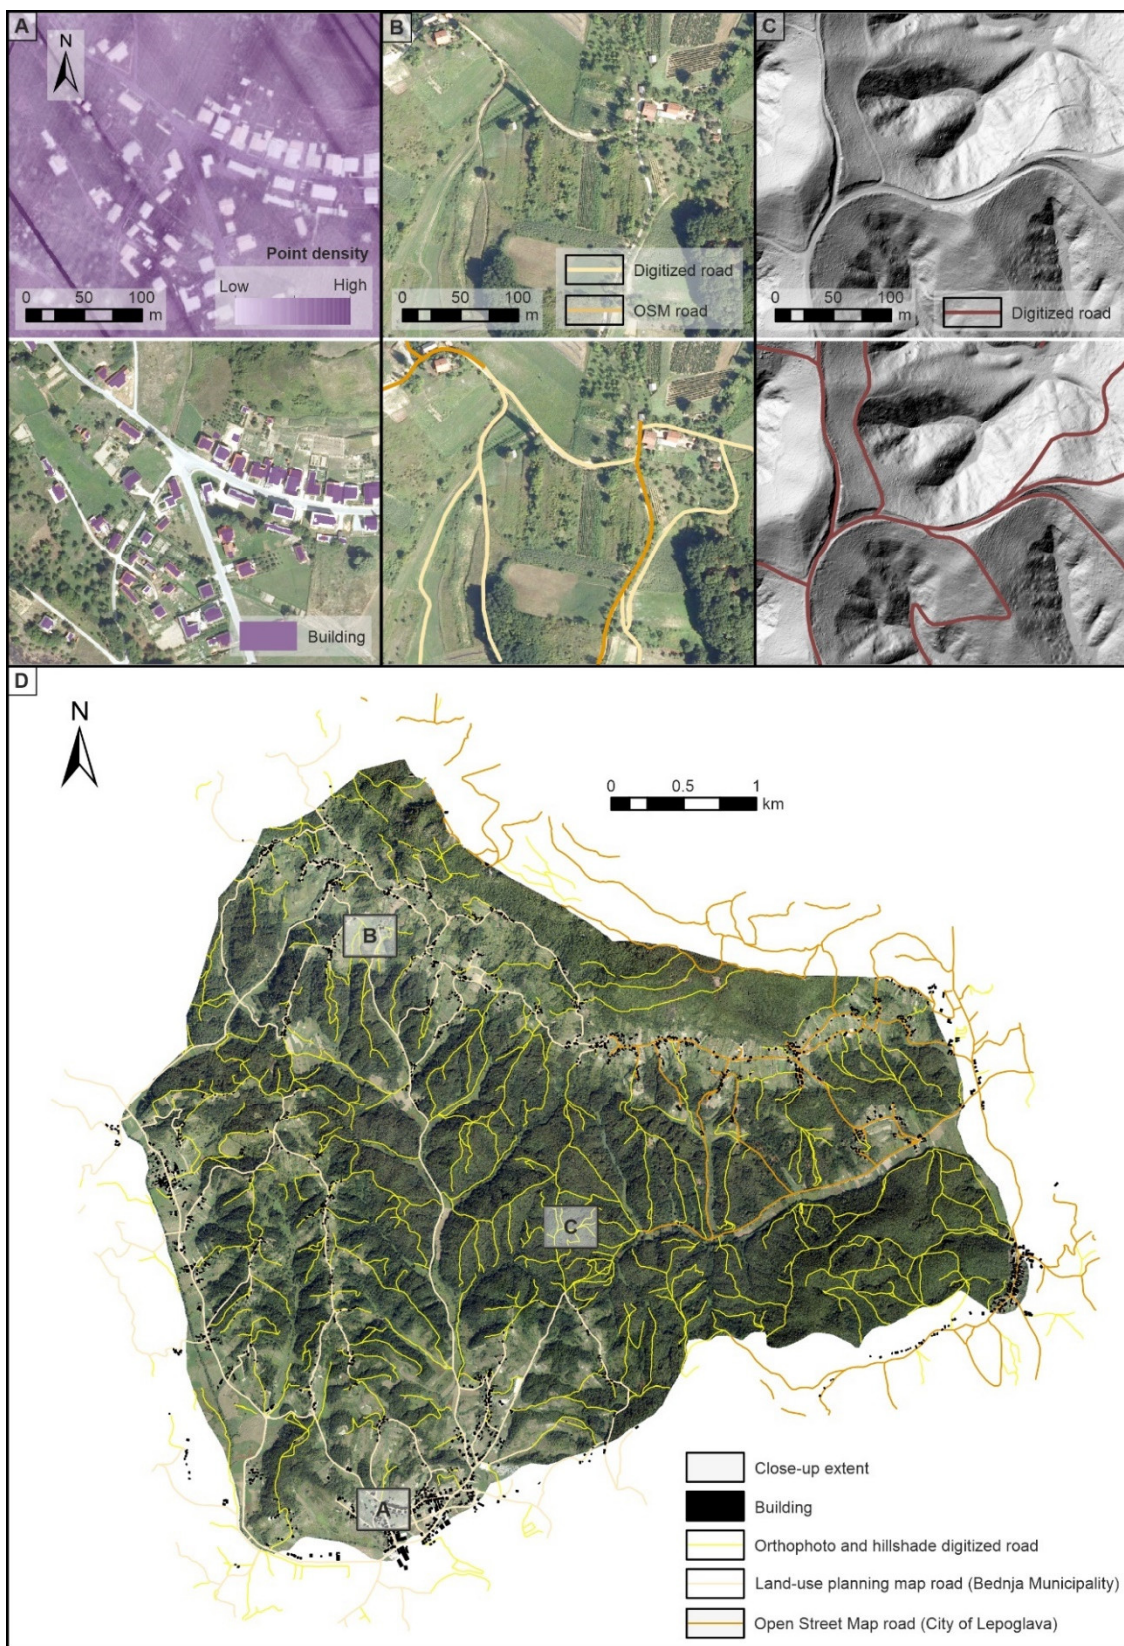 A
N
Point density
Low
High
0
50
100
m
B
Digitized road
OSM road
0
50
100
m
C
0
50
100
m
Digitized road
Building
D
N
0
0.5
1
km
B
C
A
Close-up extent
Building
Orthophoto and hillshade digitized road
Land-use planning map road (Bednja Municipality)
Open Street Map road (City of Lepoglava)